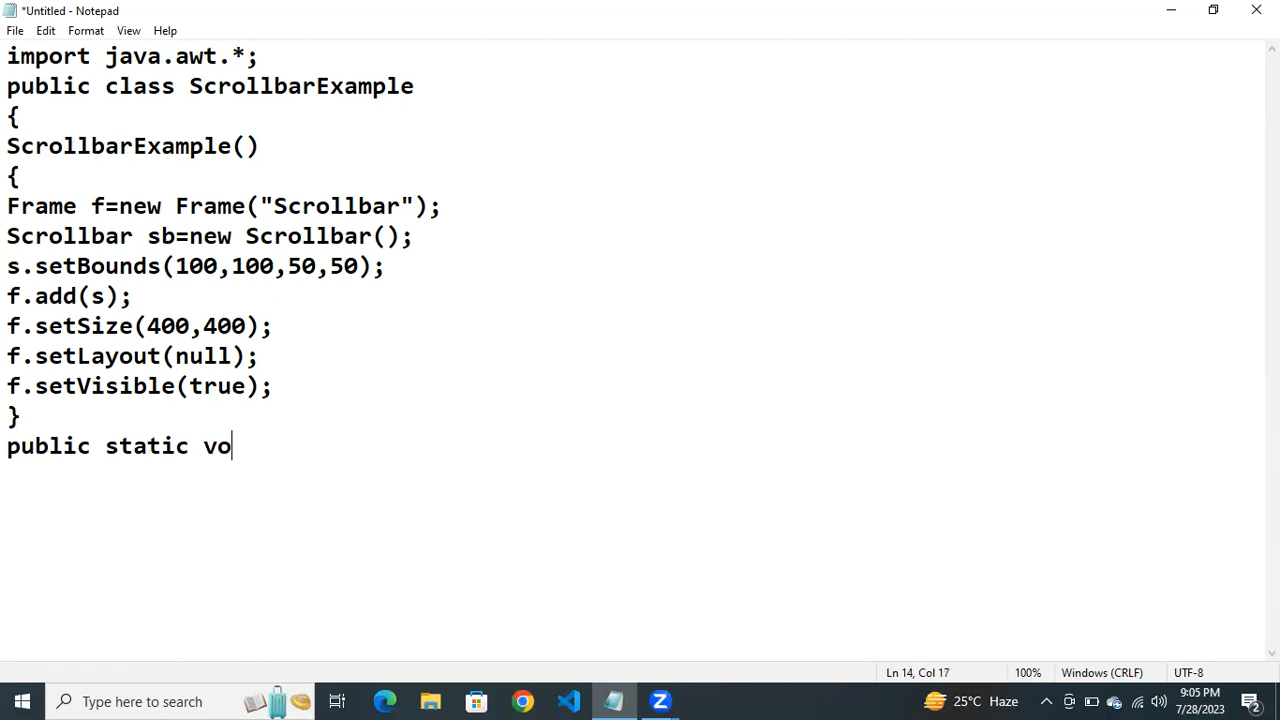 *Untitled - Notepad
File Edit Format View Help
import java.awt.*;
public class ScrollbarExample
{
ScrollbarExample()
{
Frame f=new Frame("Scrollbar");
Scrollbar sb=new Scrollbar();
s.setBounds(100,100,50,50);
f.add(s);
f.setSize(400,400);
f.setLayout(null);
f.setVisible(true);
}
public static vo
Ln 14, Col 17 100% Windows (CRLF) UTF-8
Type here to search 25°C Haze 9:05 PM
7/28/2023 2